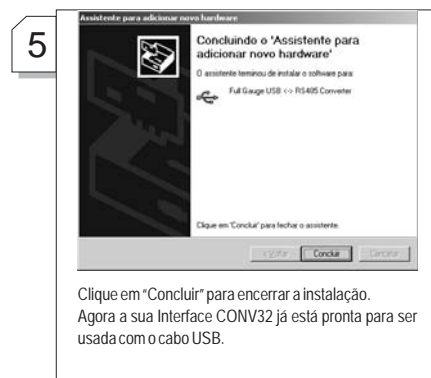 5
Assistente para adicionar novo hardware
Concluindo o 'Assistente para
adicionar novo hardware'
O assistente terminou de instalar o software para:
Full Gauge USB <-> RS485 Converter
Clique em 'Concluir' para fechar o assistente.
< Voltar Concluir Cancelar
Clique em “Concluir” para encerrar a instalação.
Agora a sua Interface CONV32 já está pronta para ser
usada com o cabo USB.